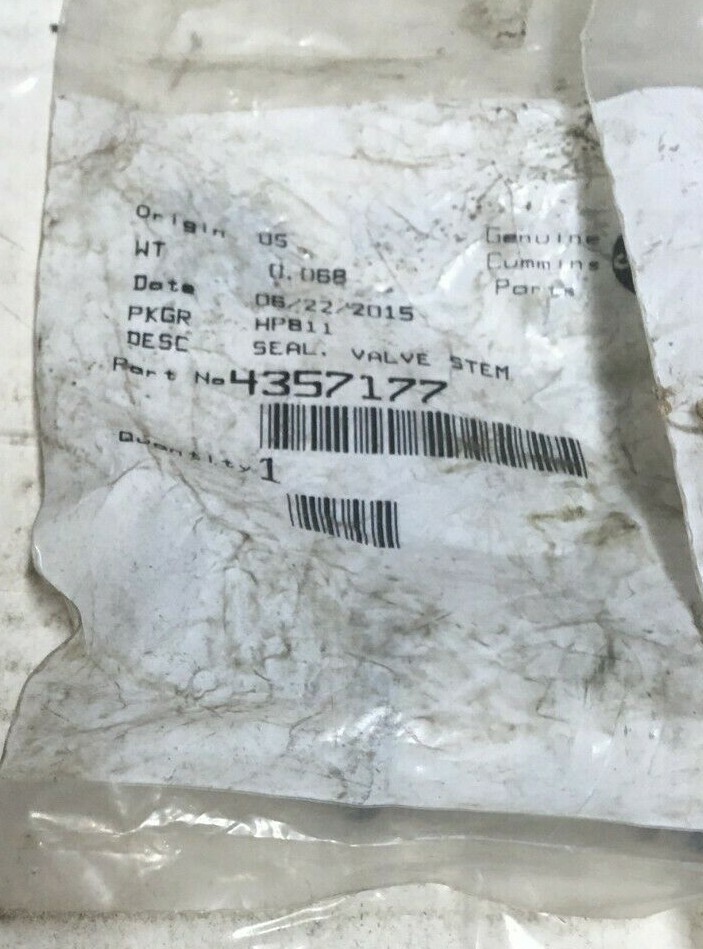 Origin US
WT 0.068
Date 06/22/2015
PKGR HP811
DESC SEAL, VALVE STEM
Part No 4357177
Quantity 1
Genuine
Cummins
Parts